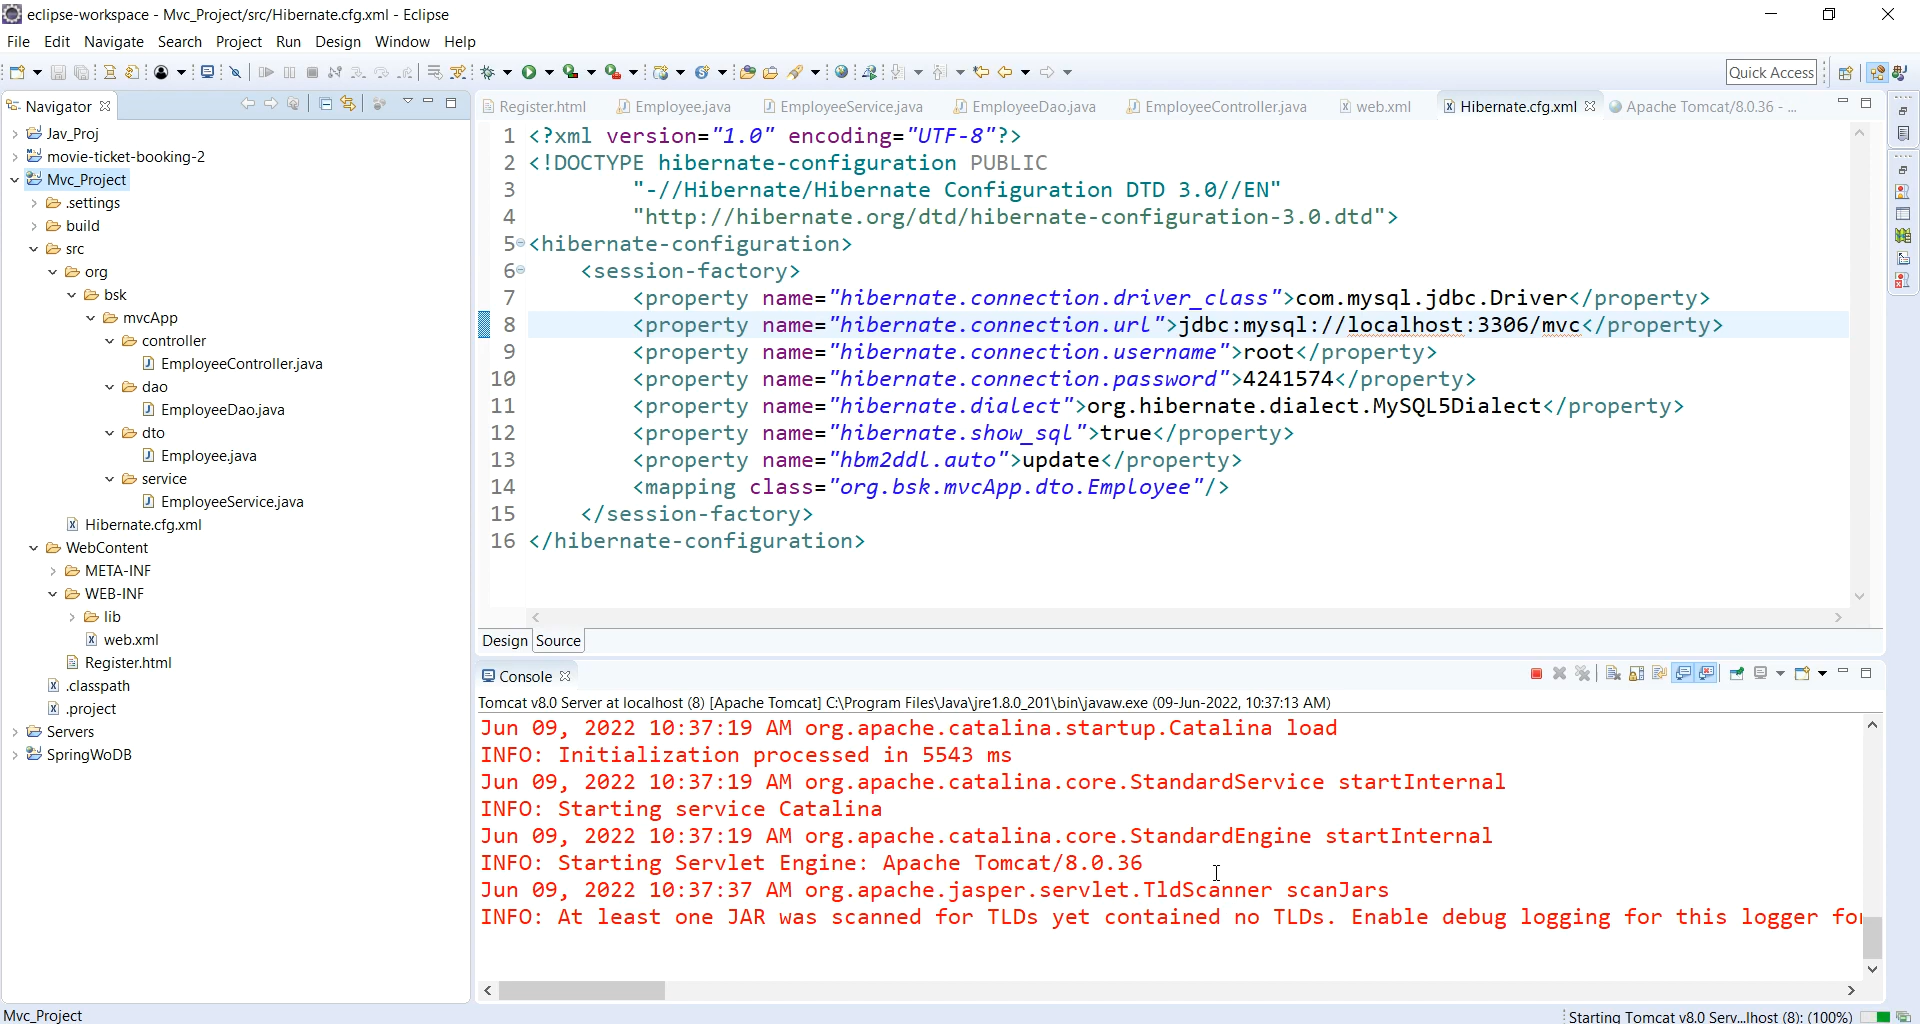 eclipse-workspace - Mvc_Project/src/Hibernate.cfg.xml - Eclipse
File Edit Navigate Search Project Run Design Window Help
Quick Access
Navigator
Jav_Proj
movie-ticket-booking-2
Mvc_Project
.settings
build
src
org
bsk
mvcApp
controller
EmployeeController.java
dao
EmployeeDao.java
dto
Employee.java
service
EmployeeService.java
Hibernate.cfg.xml
WebContent
META-INF
WEB-INF
lib
web.xml
Register.html
.classpath
.project
Servers
SpringWoDB
Register.html Employee.java EmployeeService.java EmployeeDao.java EmployeeController.java web.xml Hibernate.cfg.xml Apache Tomcat/8.0.36 - ...
1 <?xml version="1.0" encoding="UTF-8"?>
2 <!DOCTYPE hibernate-configuration PUBLIC
3 "-//Hibernate/Hibernate Configuration DTD 3.0//EN"
4 "http://hibernate.org/dtd/hibernate-configuration-3.0.dtd">
5 <hibernate-configuration>
6 <session-factory>
7 <property name="hibernate.connection.driver_class">com.mysql.jdbc.Driver</property>
8 <property name="hibernate.connection.url">jdbc:mysql://localhost:3306/mvc</property>
9 <property name="hibernate.connection.username">root</property>
10 <property name="hibernate.connection.password">4241574</property>
11 <property name="hibernate.dialect">org.hibernate.dialect.MySQL5Dialect</property>
12 <property name="hibernate.show_sql">true</property>
13 <property name="hbm2ddl.auto">update</property>
14 <mapping class="org.bsk.mvcApp.dto.Employee"/>
15 </session-factory>
16 </hibernate-configuration>
Design Source
Console
Tomcat v8.0 Server at localhost (8) [Apache Tomcat] C:\Program Files\Java\jre1.8.0_201\bin\javaw.exe (09-Jun-2022, 10:37:13 AM)
Jun 09, 2022 10:37:19 AM org.apache.catalina.startup.Catalina load
INFO: Initialization processed in 5543 ms
Jun 09, 2022 10:37:19 AM org.apache.catalina.core.StandardService startInternal
INFO: Starting service Catalina
Jun 09, 2022 10:37:19 AM org.apache.catalina.core.StandardEngine startInternal
INFO: Starting Servlet Engine: Apache Tomcat/8.0.36
Jun 09, 2022 10:37:37 AM org.apache.jasper.servlet.TldScanner scanJars
INFO: At least one JAR was scanned for TLDs yet contained no TLDs. Enable debug logging for this logger fo
Mvc_Project
Starting Tomcat v8.0 Serv...lhost (8): (100%)